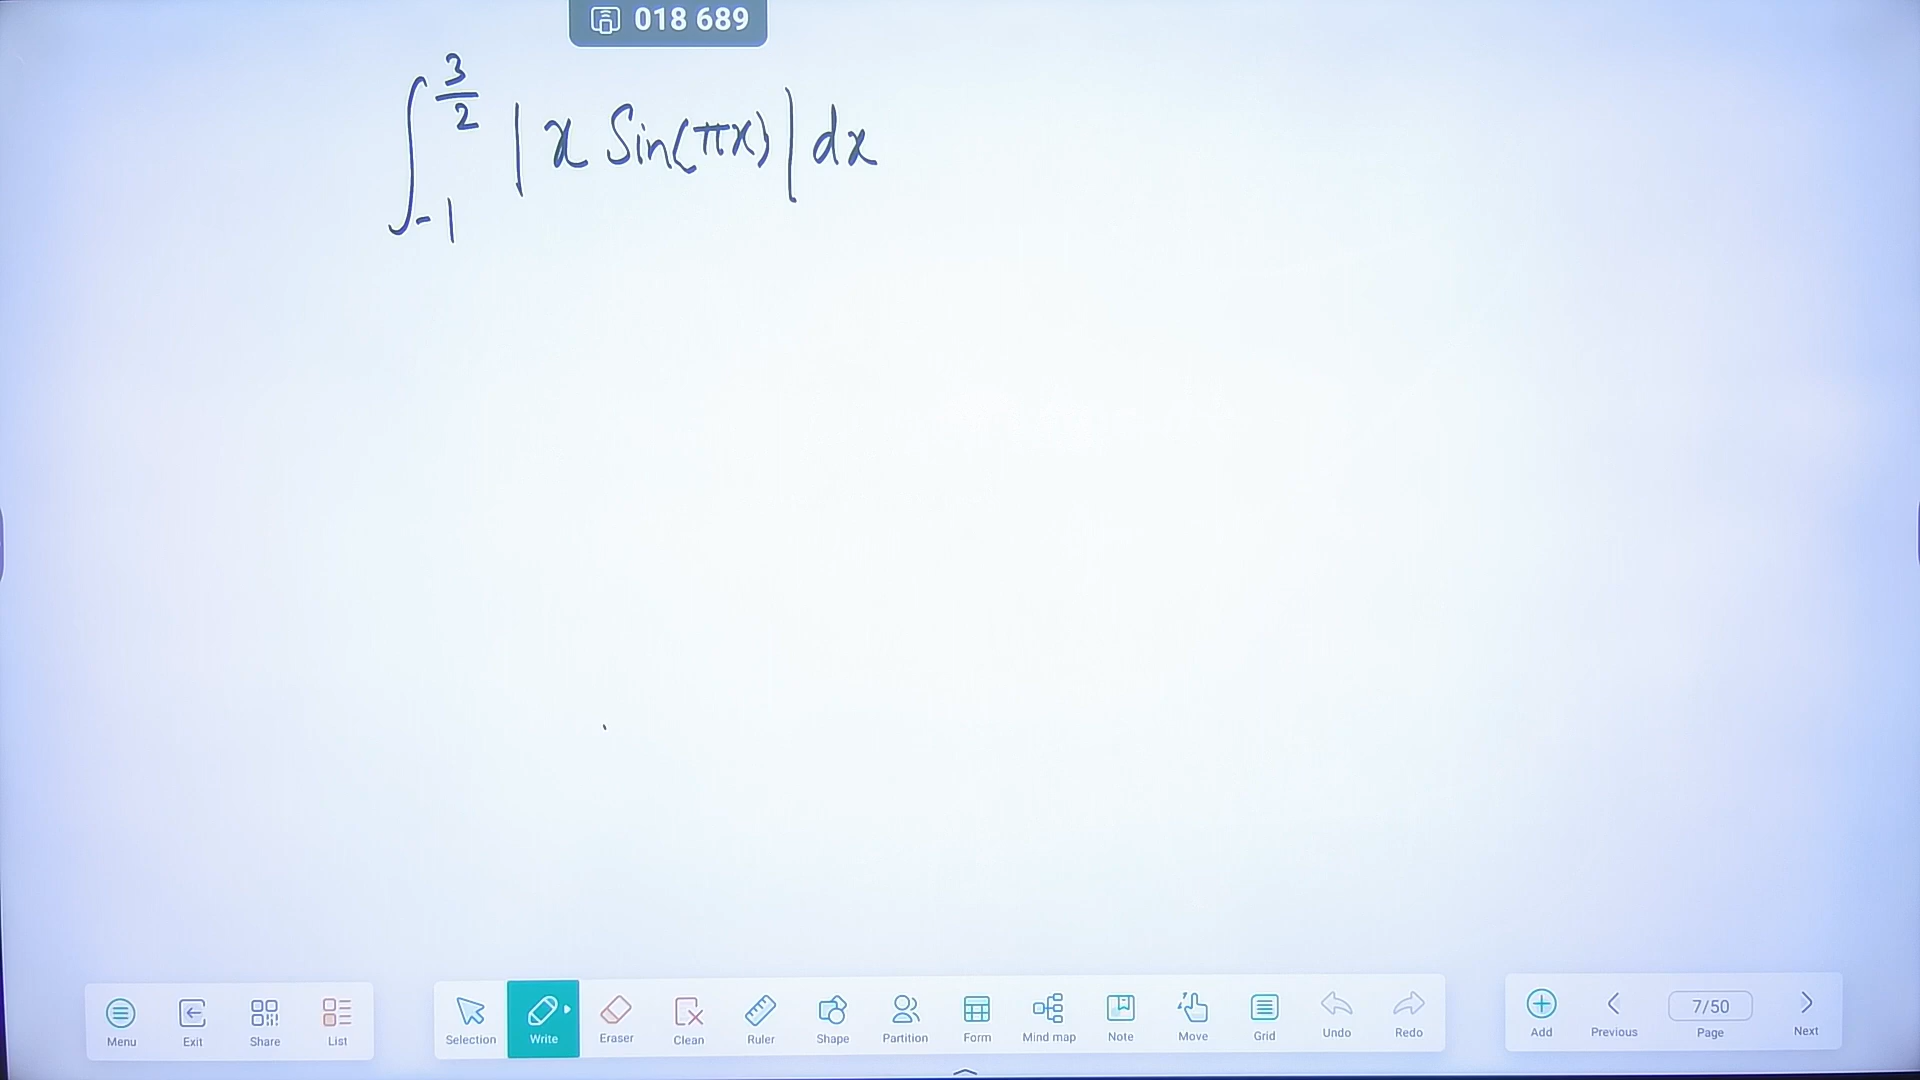 018 689
∫_{-1}^{3/2} | x Sin(πx) | dx
Menu Exit Share List Selection Write Eraser Clean Ruler Shape Partition Form Mind map Note Move Grid Undo Redo Add Previous 7/50 Page Next